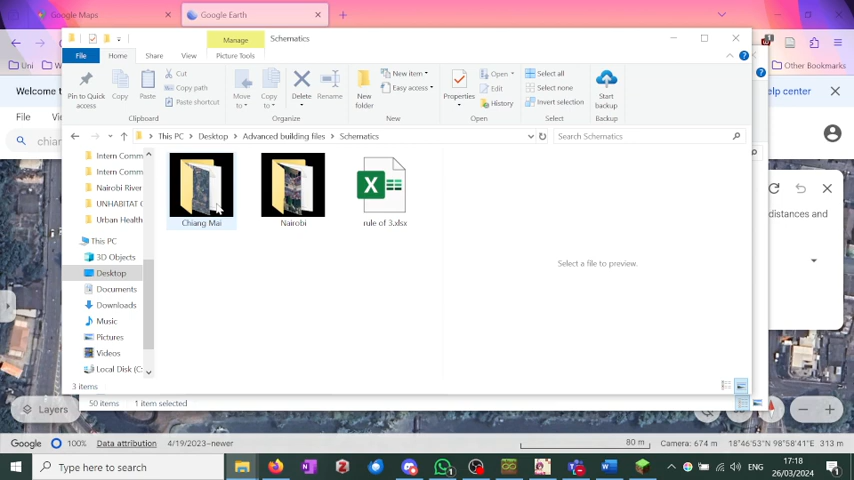 Google Maps
Google Earth
Schematics
Manage
File
Home
Share
View
Picture Tools
Pin to Quick access
Copy
Paste
Cut
Copy path
Paste shortcut
Clipboard
Move to
Copy to
Delete
Rename
Organize
New folder
New item
Easy access
New
Properties
Open
Edit
History
Open
Select all
Select none
Invert selection
Select
Start backup
Backup
Uni
Other Bookmarks
Welcome t
help center
File
chian
distances and
This PC
Desktop
Advanced building files
Schematics
Search Schematics
Intern Comm
Intern Comm
Nairobi River
UNHABITAT
Urban Health
This PC
3D Objects
Desktop
Documents
Downloads
Music
Pictures
Videos
Local Disk (C:
Chiang Mai
Nairobi
rule of 3.xlsx
Select a file to preview.
3 items
50 items
1 item selected
Layers
Google
100%
Data attribution
4/19/2023-newer
80 m
Camera: 674 m
18°46'53"N 98°58'41"E
313 m
Type here to search
ENG
17:18
26/03/2024